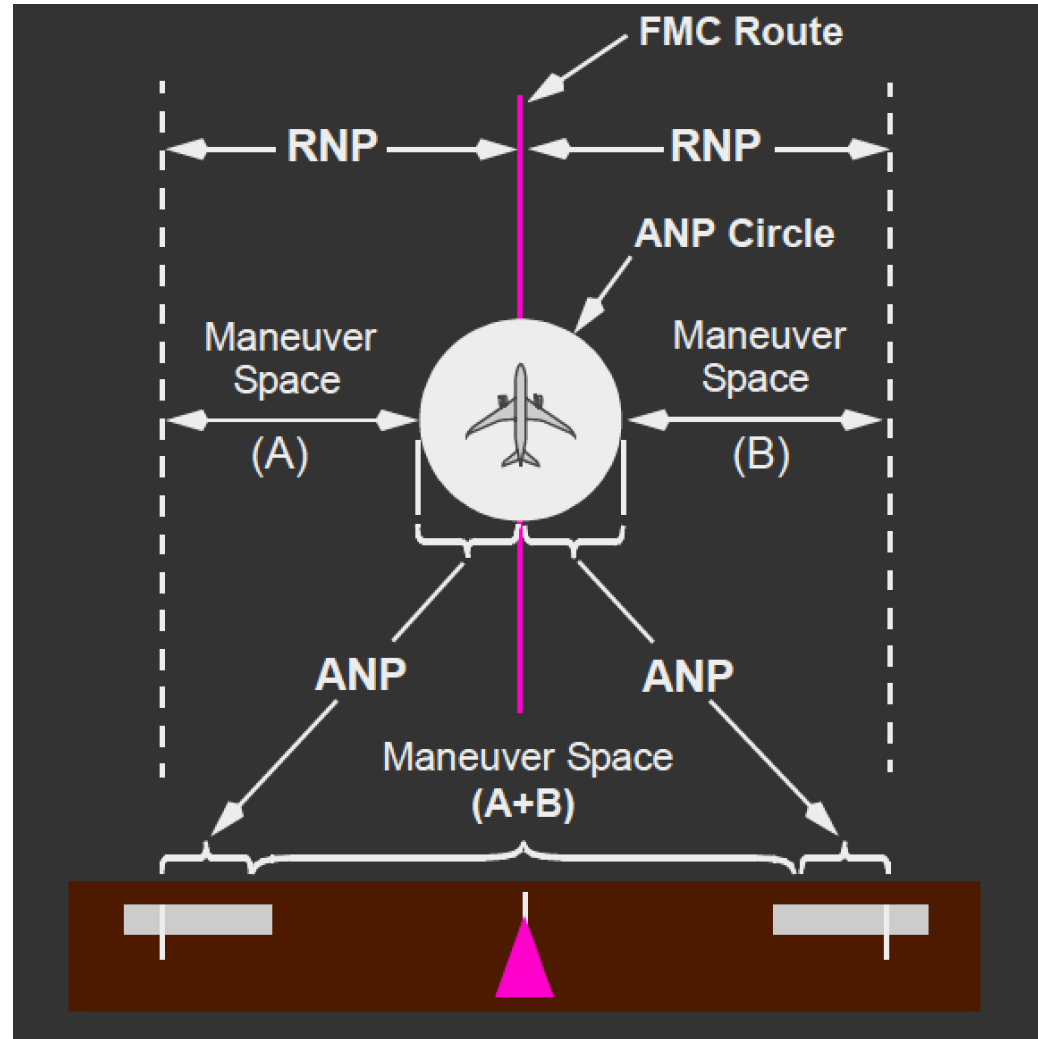 FMC Route
RNP
RNP
ANP Circle
Maneuver
Space
(A)
Maneuver
Space
(B)
ANP
ANP
Maneuver Space
(A+B)